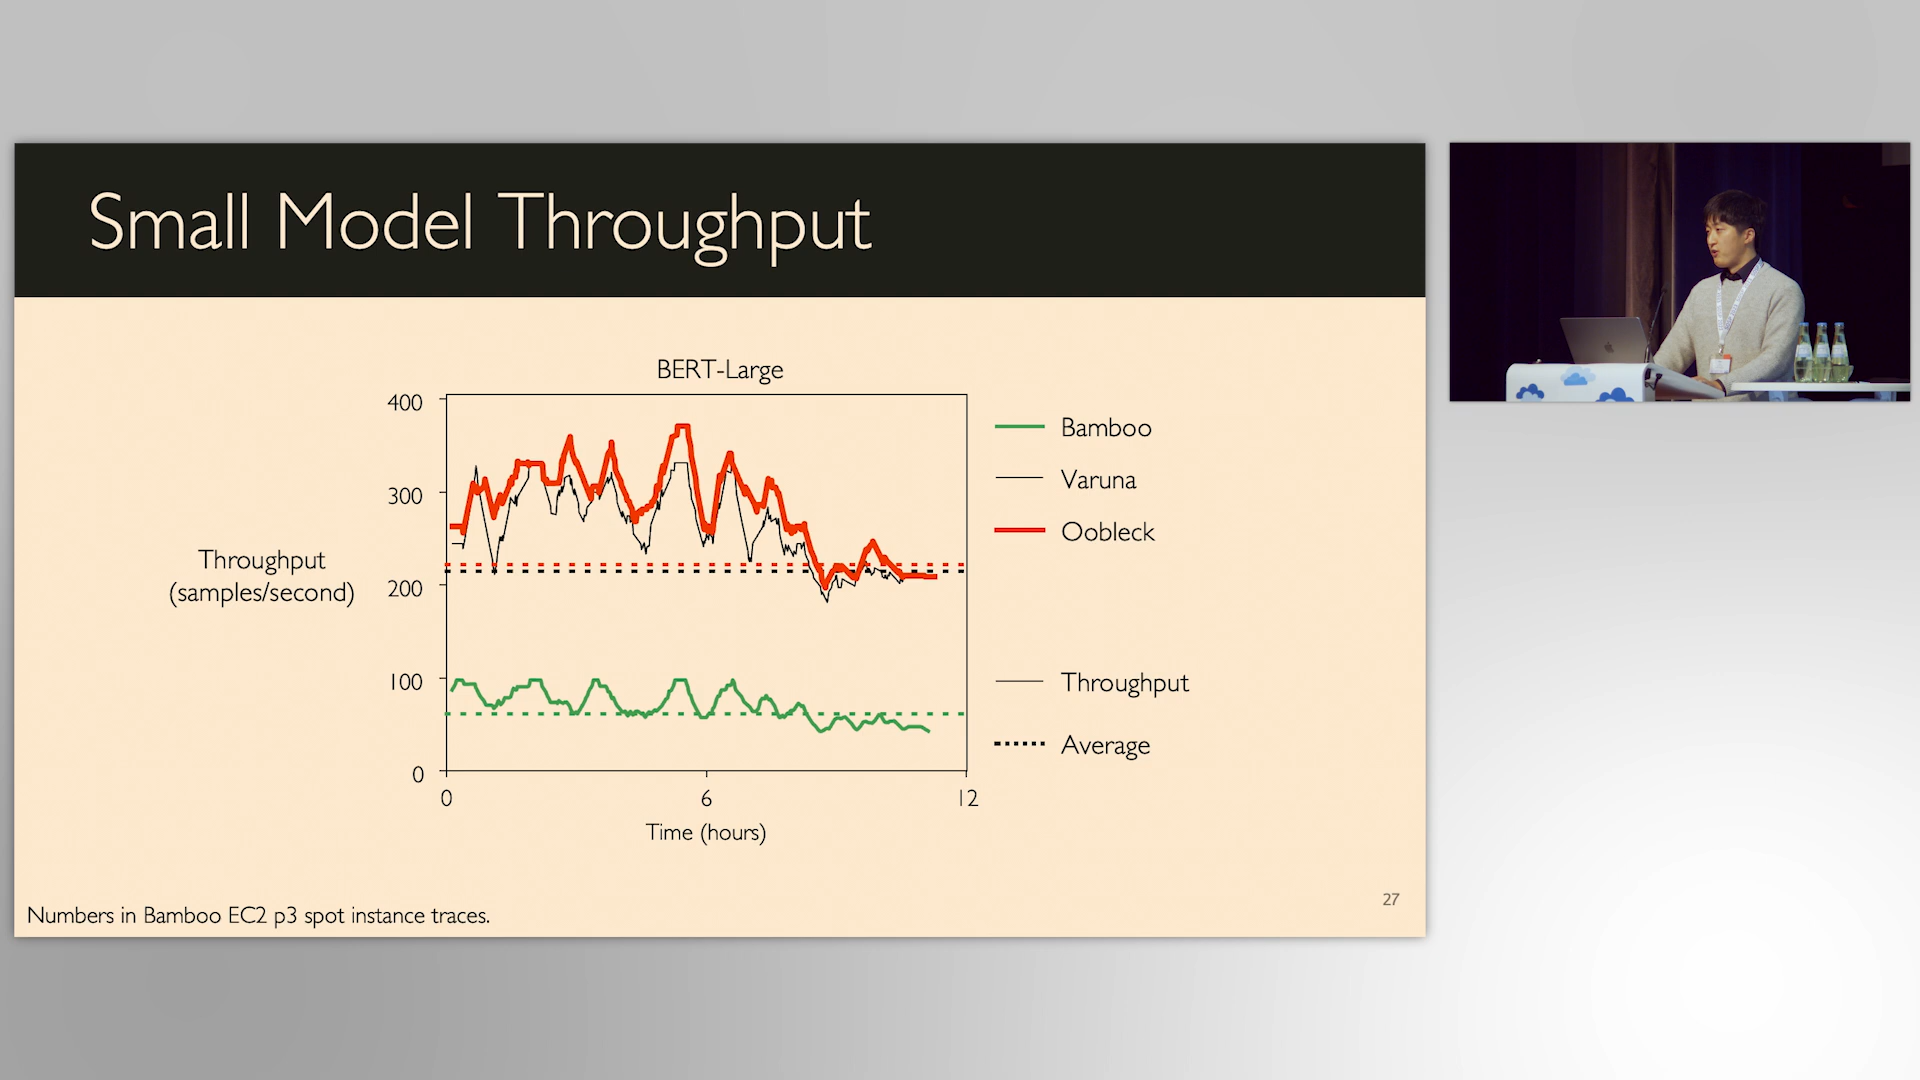 Small Model Throughput
BERT-Large
400
300
200
100
0
Throughput
(samples/second)
0
6
12
Time (hours)
Bamboo
Varuna
Oobleck
Throughput
Average
Numbers in Bamboo EC2 p3 spot instance traces.
27